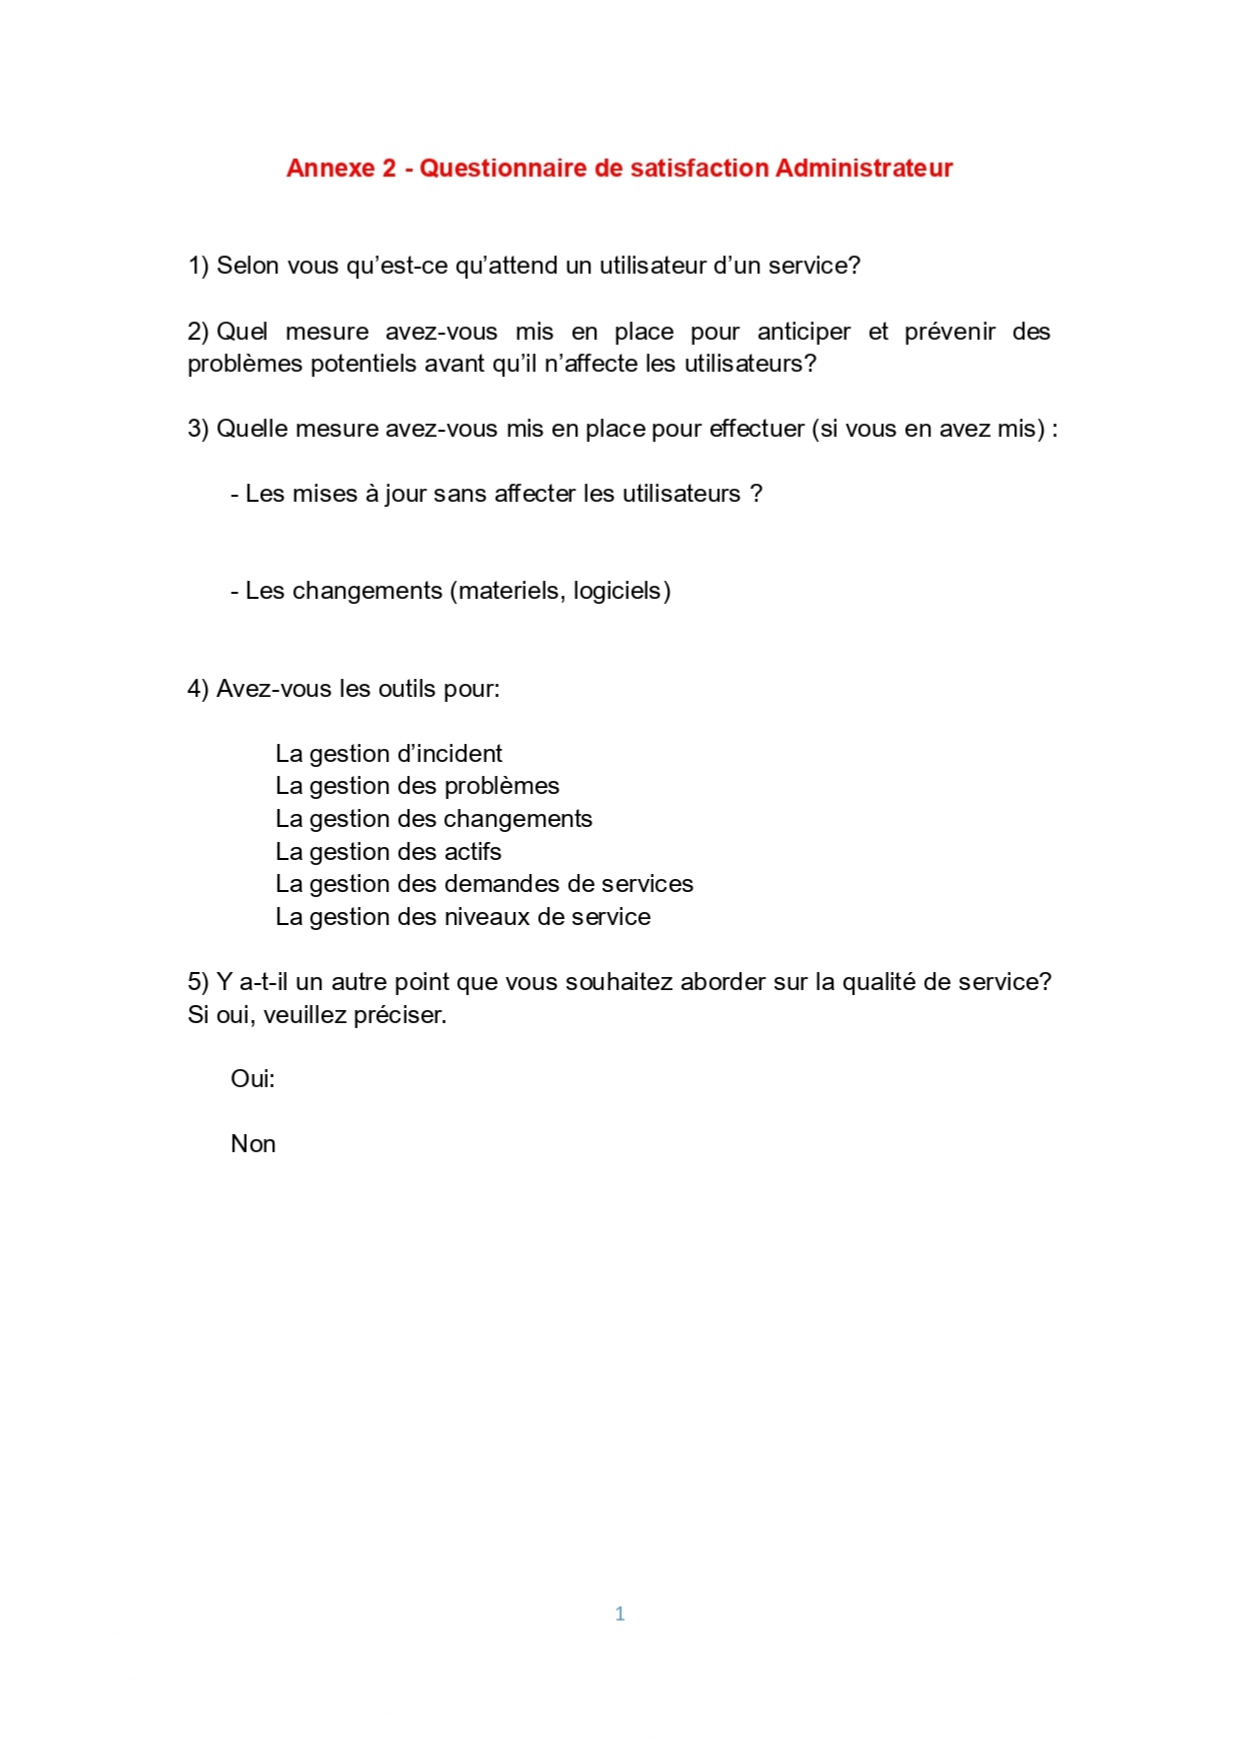 Annexe 2 - Questionnaire de satisfaction Administrateur
1) Selon vous qu’est-ce qu’attend un utilisateur d’un service?
2) Quel mesure avez-vous mis en place pour anticiper et prévenir des
problèmes potentiels avant qu’il n’affecte les utilisateurs?
3) Quelle mesure avez-vous mis en place pour effectuer (si vous en avez mis) :
- Les mises à jour sans affecter les utilisateurs ?
- Les changements (materiels, logiciels)
4) Avez-vous les outils pour:
La gestion d’incident
La gestion des problèmes
La gestion des changements
La gestion des actifs
La gestion des demandes de services
La gestion des niveaux de service
5) Y a-t-il un autre point que vous souhaitez aborder sur la qualité de service?
Si oui, veuillez préciser.
Oui:
Non
1